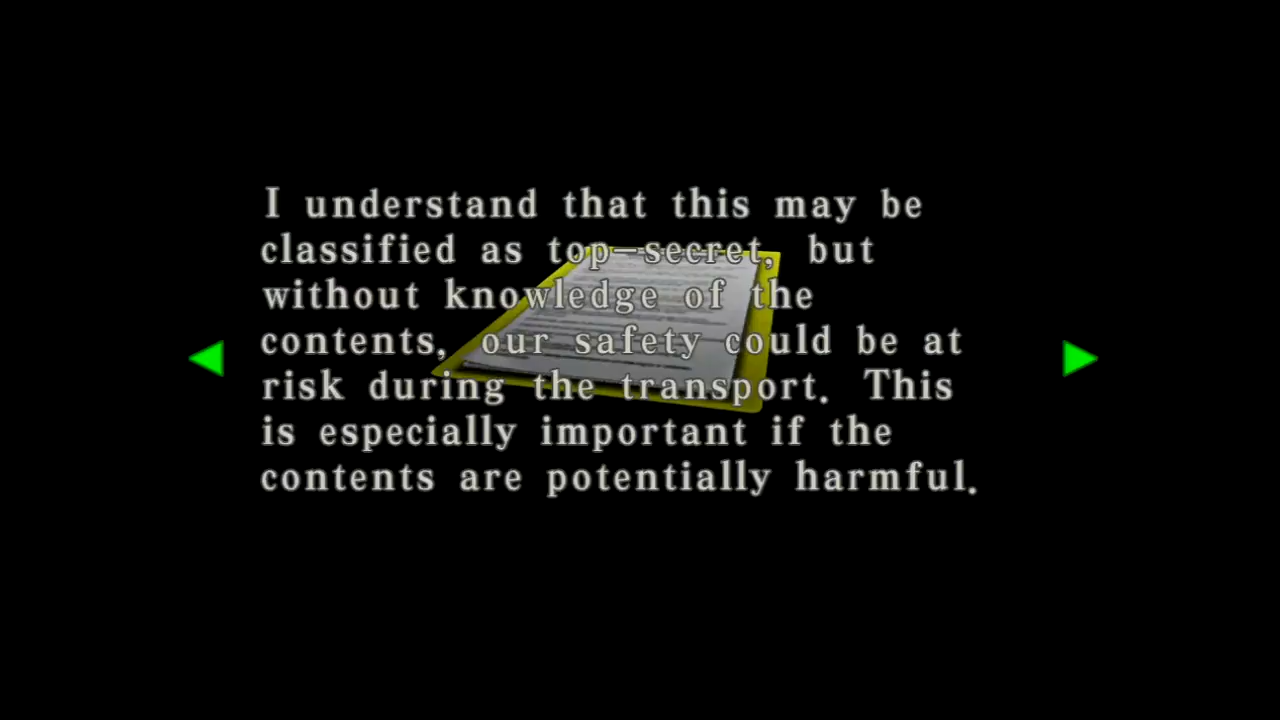 I understand that this may be
classified as top-secret, but
without knowledge of the
contents, our safety could be at
risk during the transport. This
is especially important if the
contents are potentially harmful.